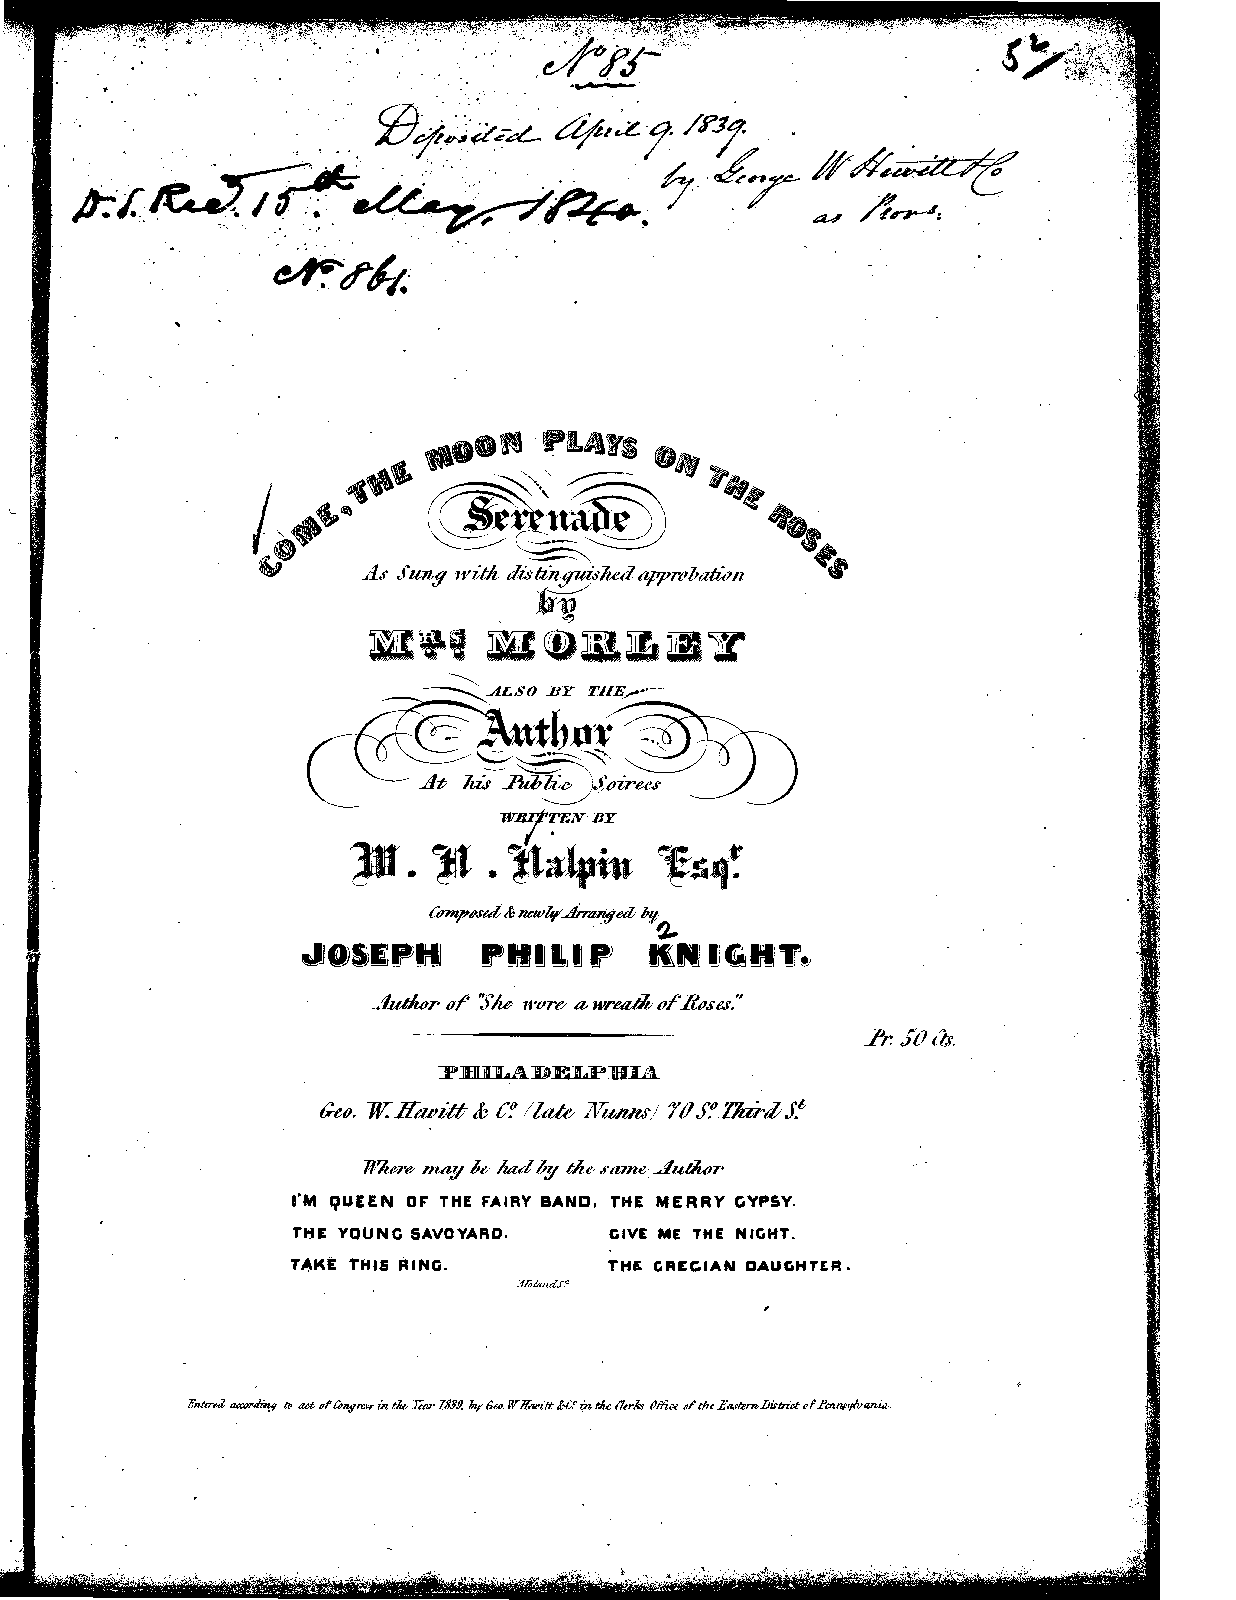 No 85
52/
Deposited April 9. 1839.
by George W Hewitt & Co
as Prors.
D.S. Recd. 15th. May, 1840.
No. 861.
COME, THE MOON PLAYS ON THE ROSES
Serenade
As Sung with distinguished approbation
by
MRS. MORLEY
ALSO BY THE
Author
At his Public Soirees
WRITTEN BY
W. H. Halpin Esqr.
Composed & newly Arranged by
2
JOSEPH PHILIP KNIGHT.
Author of "She wore a wreath of Roses."
Pr. 50 Cts.
PHILADELPHIA
Geo. W. Hewitt & Co. (late Nunns) 70 So. Third St.
Where may be had by the same Author
I'M QUEEN OF THE FAIRY BAND, THE MERRY GYPSY.
THE YOUNG SAVOYARD. GIVE ME THE NIGHT.
TAKE THIS RING. THE GRECIAN DAUGHTER.
Entered according to act of Congress in the Year 1839, by Geo. W Hewitt & Co. in the Clerks Office of the Eastern District of Pennsylvania.